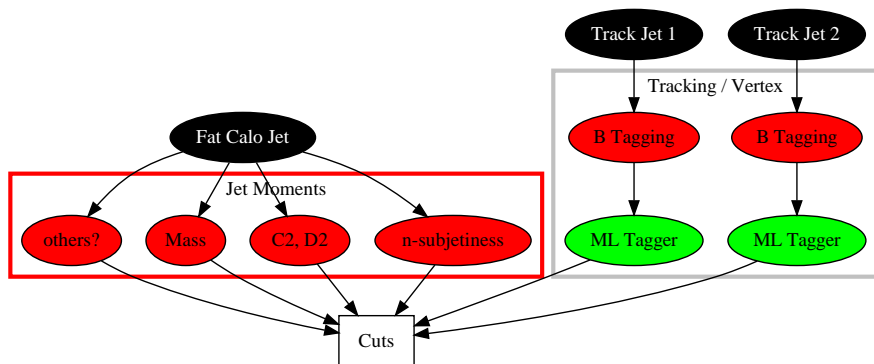 Track Jet 1
Track Jet 2
Tracking / Vertex
Fat Calo Jet
B Tagging
B Tagging
Jet Moments
others?
Mass
C2, D2
n-subjetiness
ML Tagger
ML Tagger
Cuts